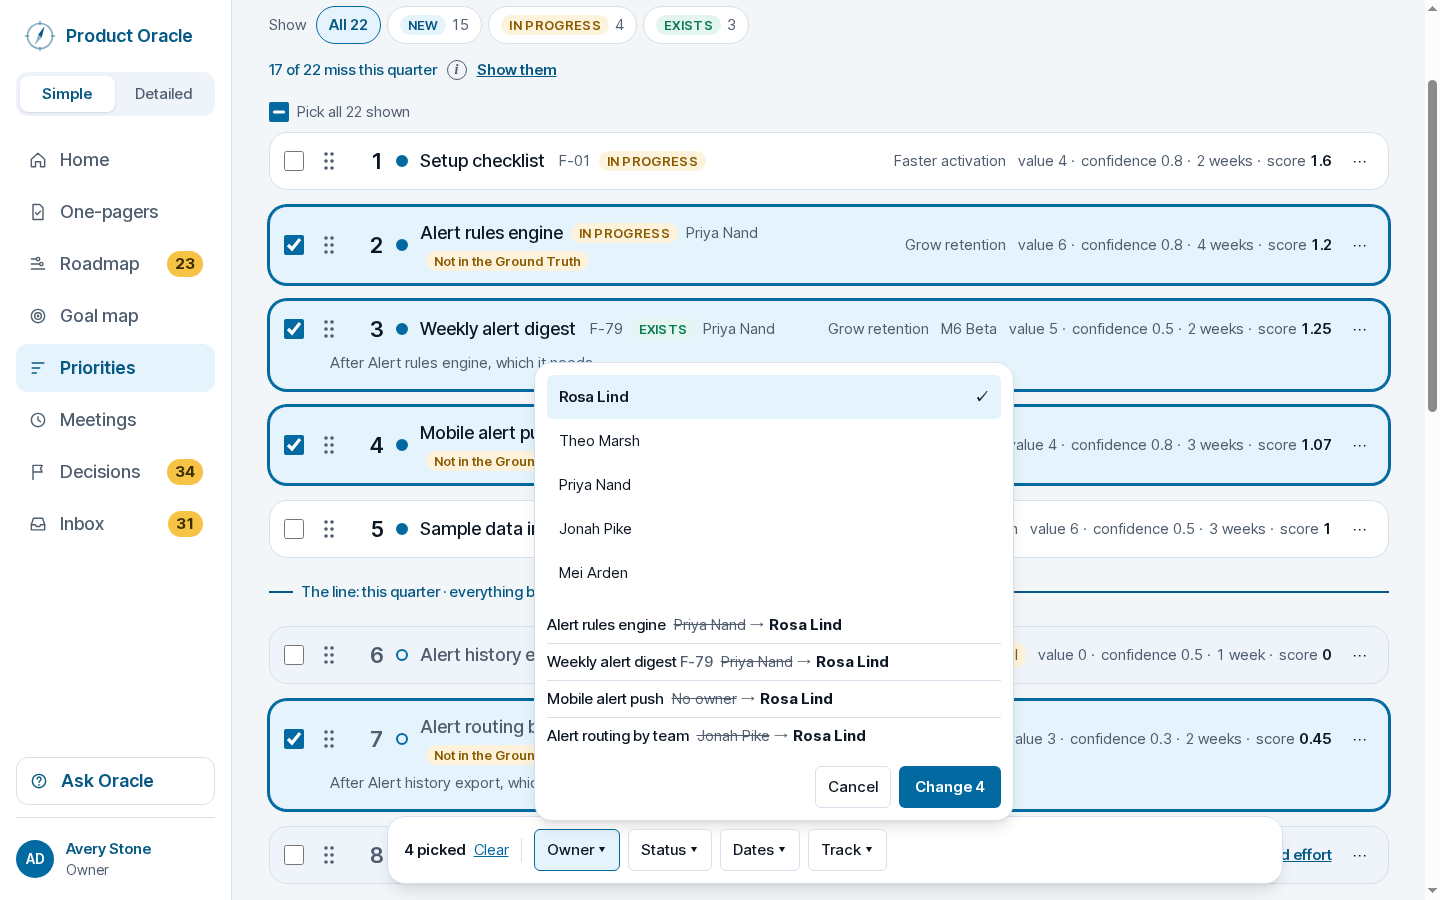 Product Oracle
Simple
Detailed
Home
One-pagers
Roadmap 23
Goal map
Priorities
Meetings
Decisions 34
Inbox 31
Ask Oracle
AD
Avery Stone
Owner
Show All 22 NEW 15 IN PROGRESS 4 EXISTS 3
17 of 22 miss this quarter i Show them
Pick all 22 shown
1 Setup checklist F-01 IN PROGRESS Faster activation value 4 · confidence 0.8 · 2 weeks · score 1.6 ...
2 Alert rules engine IN PROGRESS Priya Nand Grow retention value 6 · confidence 0.8 · 4 weeks · score 1.2 ...
Not in the Ground Truth
3 Weekly alert digest F-79 EXISTS Priya Nand Grow retention M6 Beta value 5 · confidence 0.5 · 2 weeks · score 1.25 ...
After Alert rules engine, which it needs
4 Mobile alert value 4 · confidence 0.8 · 3 weeks · score 1.07 ...
Not in the
5 Sample data value 6 · confidence 0.5 · 3 weeks · score 1 ...
The line: this quarter · everything
6 Alert history value 0 · confidence 0.5 · 1 week · score 0 ...
7 Alert routing value 3 · confidence 0.3 · 2 weeks · score 0.45 ...
Not in the
After Alert history export,
8 effort ...
Rosa Lind ✓
Theo Marsh
Priya Nand
Jonah Pike
Mei Arden
Alert rules engine Priya Nand → Rosa Lind
Weekly alert digest F-79 Priya Nand → Rosa Lind
Mobile alert push No owner → Rosa Lind
Alert routing by team Jonah Pike → Rosa Lind
Cancel Change 4
4 picked Clear Owner ▾ Status ▾ Dates ▾ Track ▾